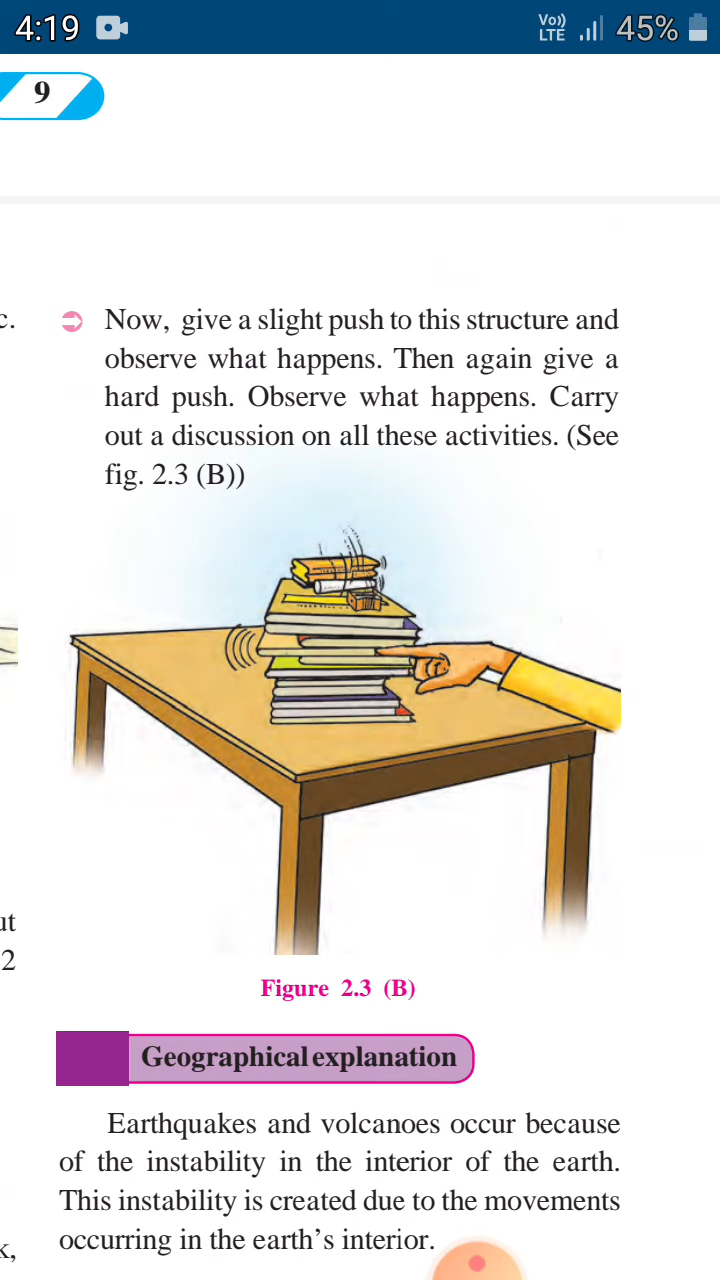 4:19
Vo))
LTE
45%
9
c.
Now, give a slight push to this structure and
observe what happens. Then again give a
hard push. Observe what happens. Carry
out a discussion on all these activities. (See
fig. 2.3 (B))
ut
2
Figure 2.3 (B)
Geographical explanation
Earthquakes and volcanoes occur because
of the instability in the interior of the earth.
This instability is created due to the movements
occurring in the earth's interior.
k,